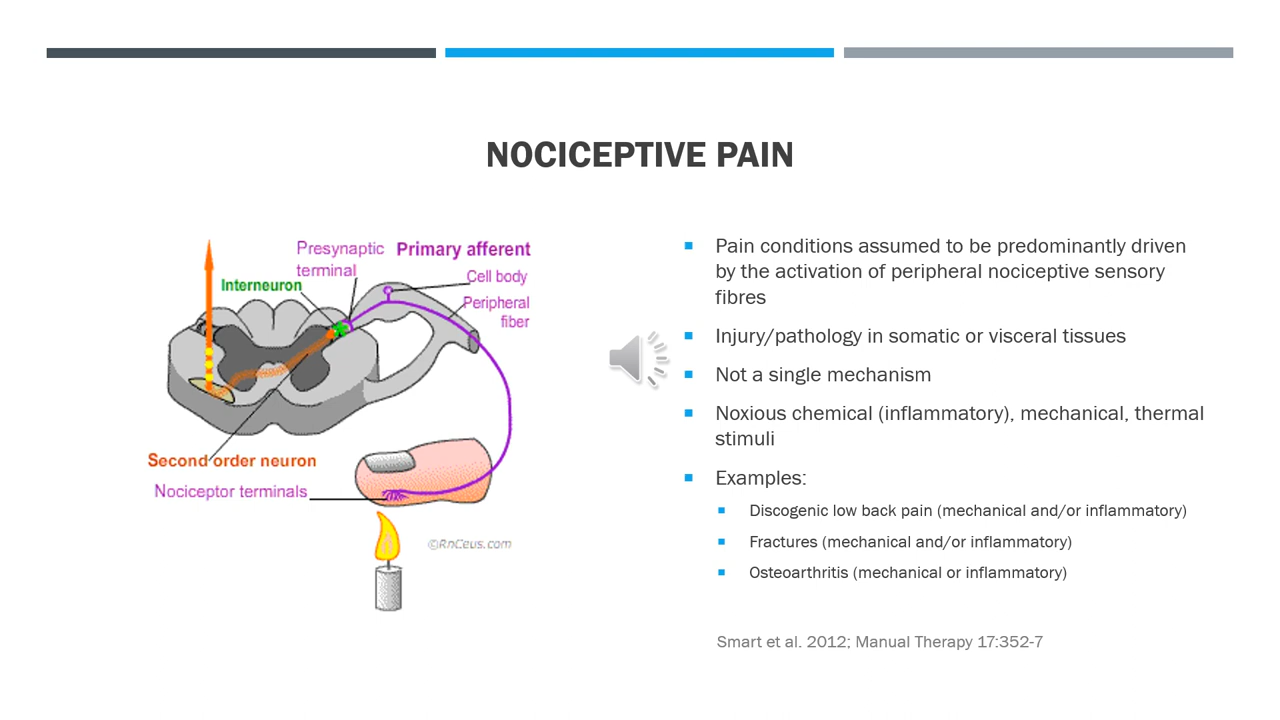 NOCICEPTIVE PAIN
Presynaptic
terminal
Primary afferent
Cell body
Interneuron
Peripheral
fiber
Second order neuron
Nociceptor terminals
©RnCeus.com
Pain conditions assumed to be predominantly driven
by the activation of peripheral nociceptive sensory
fibres
Injury/pathology in somatic or visceral tissues
Not a single mechanism
Noxious chemical (inflammatory), mechanical, thermal
stimuli
Examples:
Discogenic low back pain (mechanical and/or inflammatory)
Fractures (mechanical and/or inflammatory)
Osteoarthritis (mechanical or inflammatory)
Smart et al. 2012; Manual Therapy 17:352-7